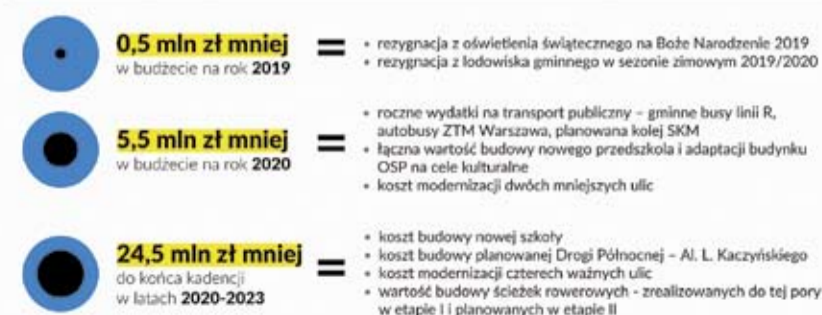 0,5 mln zł mniej
w budżecie na rok 2019
=
• rezygnacja z oświetlenia świątecznego na Boże Narodzenie 2019
• rezygnacja z lodowiska gminnego w sezonie zimowym 2019/2020
5,5 mln zł mniej
w budżecie na rok 2020
=
• roczne wydatki na transport publiczny – gminne busy linii R,
autobusy ZTM Warszawa, planowana kolej SKM
• łączna wartość budowy nowego przedszkola i adaptacji budynku
OSP na cele kulturalne
• koszt modernizacji dwóch mniejszych ulic
24,5 mln zł mniej
do końca kadencji
w latach 2020-2023
=
• koszt budowy nowej szkoły
• koszt budowy planowanej Drogi Północnej – Al. L. Kaczyńskiego
• koszt modernizacji czterech ważnych ulic
• wartość budowy ścieżek rowerowych - zrealizowanych do tej pory
w etapie I i planowanych w etapie II